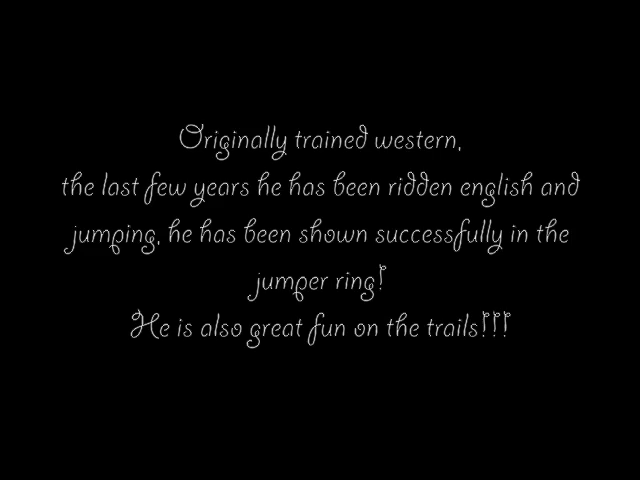 Originally trained western,
the last few years he has been ridden english and
jumping, he has been shown successfully in the
jumper ring!
He is also great fun on the trails!!!